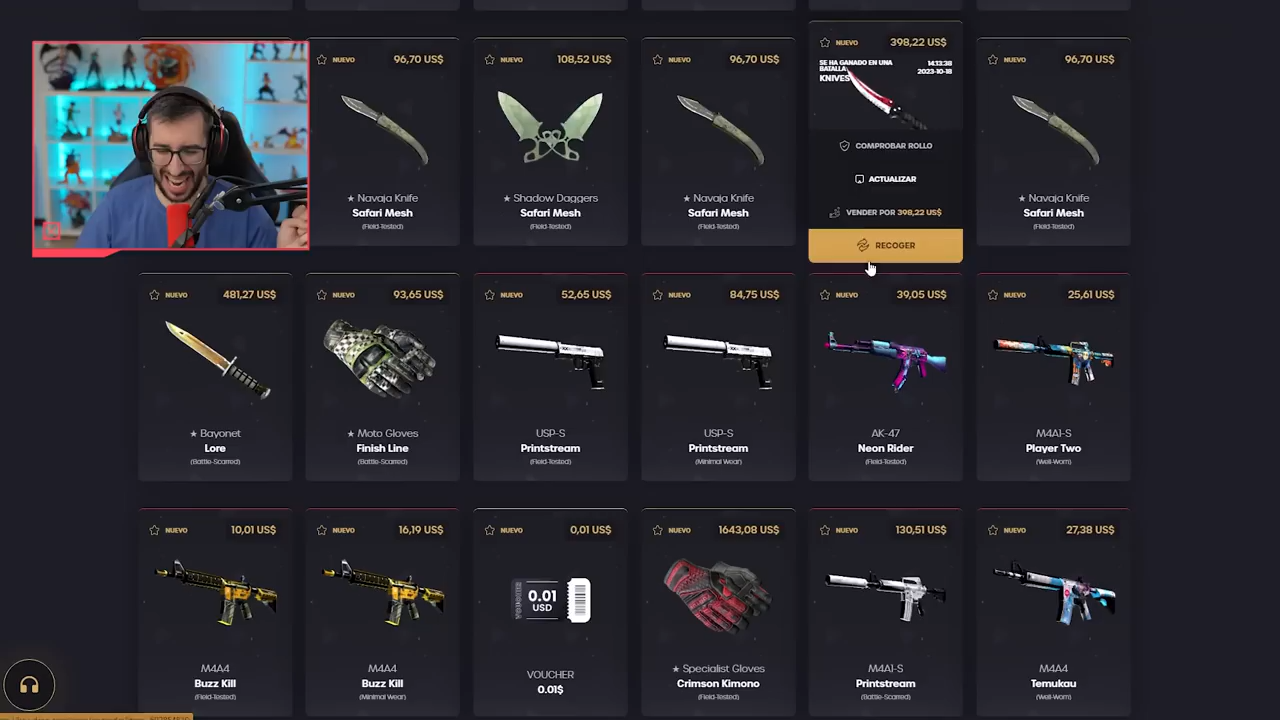 NUEVO 96,70 US$
★ Navaja Knife
Safari Mesh
(Field-Tested)
NUEVO 108,52 US$
★ Shadow Daggers
Safari Mesh
(Field-Tested)
NUEVO 96,70 US$
★ Navaja Knife
Safari Mesh
(Field-Tested)
NUEVO 398,22 US$
SE HA GANADO EN UNA
BATALLA
KNIVES
14:13:38
2023-10-18
COMPROBAR ROLLO
ACTUALIZAR
VENDER POR 398,22 US$
RECOGER
NUEVO 96,70 US$
★ Navaja Knife
Safari Mesh
(Field-Tested)
NUEVO 481,27 US$
★ Bayonet
Lore
(Battle-Scarred)
NUEVO 93,65 US$
★ Moto Gloves
Finish Line
(Battle-Scarred)
NUEVO 52,65 US$
USP-S
Printstream
(Field-Tested)
NUEVO 84,75 US$
USP-S
Printstream
(Minimal Wear)
NUEVO 39,05 US$
AK-47
Neon Rider
(Field-Tested)
NUEVO 25,61 US$
M4A1-S
Player Two
(Well-Worn)
NUEVO 10,01 US$
M4A4
Buzz Kill
(Field-Tested)
NUEVO 16,19 US$
M4A4
Buzz Kill
(Minimal Wear)
NUEVO 0,01 US$
VOUCHER
0.01
USD
VOUCHER
0.01$
NUEVO 1643,08 US$
★ Specialist Gloves
Crimson Kimono
(Field-Tested)
NUEVO 130,51 US$
M4A1-S
Printstream
(Battle-Scarred)
NUEVO 27,38 US$
M4A4
Temukau
(Well-Worn)